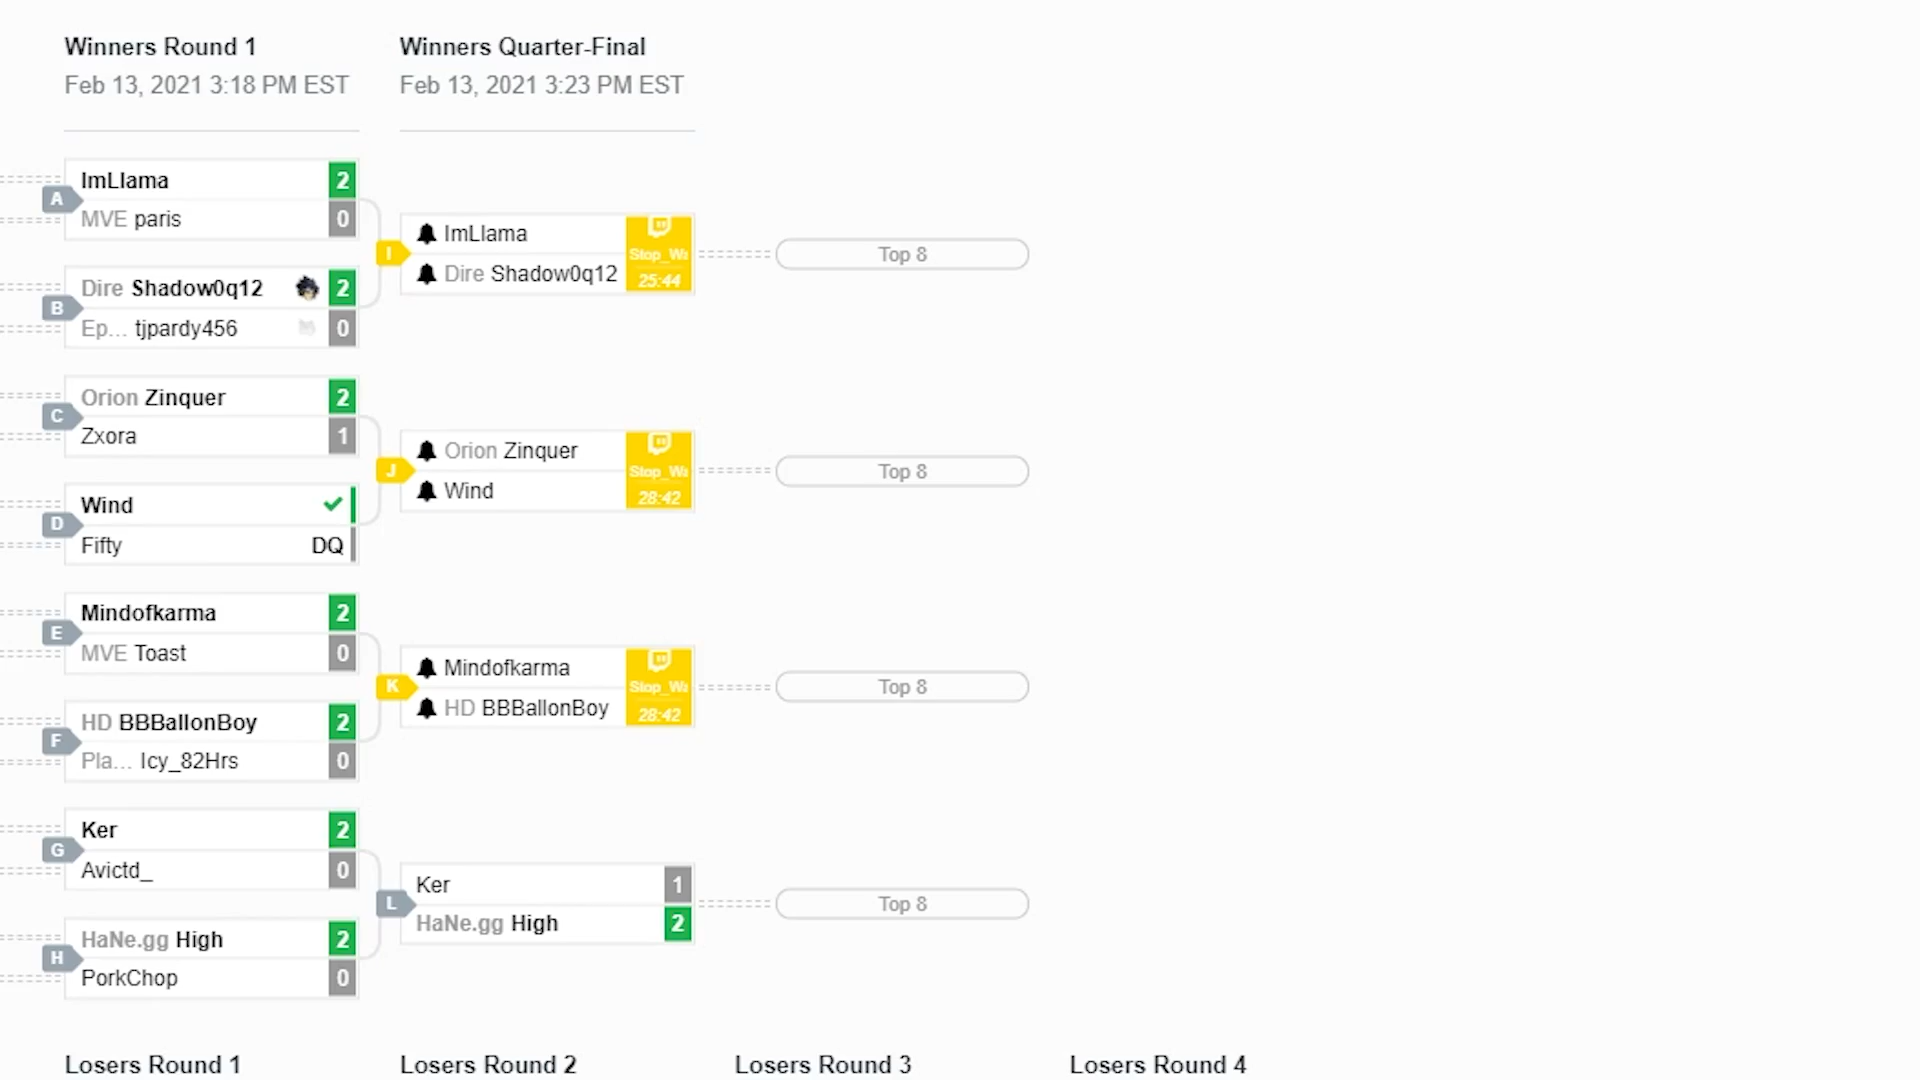 Winners Round 1
Feb 13, 2021 3:18 PM EST
Winners Quarter-Final
Feb 13, 2021 3:23 PM EST
A
ImLlama 2
MVE paris 0
B
Dire Shadow0q12 2
Ep... tjpardy456 0
I
ImLlama
Dire Shadow0q12
Stop_Wa
25:44
Top 8
C
Orion Zinquer 2
Zxora 1
D
Wind
Fifty DQ
J
Orion Zinquer
Wind
Stop_Wa
28:42
Top 8
E
Mindofkarma 2
MVE Toast 0
F
HD BBBallonBoy 2
Pla... Icy_82Hrs 0
K
Mindofkarma
HD BBBallonBoy
Stop_Wa
28:42
Top 8
G
Ker 2
Avictd_ 0
H
HaNe.gg High 2
PorkChop 0
L
Ker 1
HaNe.gg High 2
Top 8
Losers Round 1
Losers Round 2
Losers Round 3
Losers Round 4